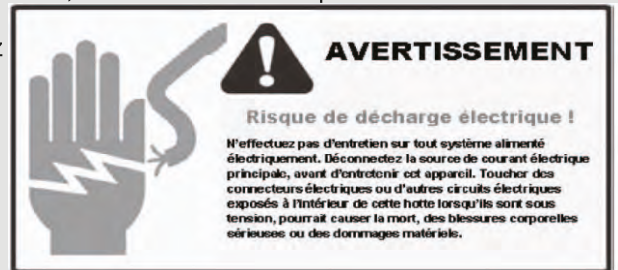 AVERTISSEMENT
Risque de décharge électrique !
N'effectuez pas d'entretien sur tout système alimenté
électriquement. Déconnectez la source de courant électrique
principale, avant d'entretenir cet appareil. Toucher des
connecteurs électriques ou d'autres circuits électriques
exposés à l'intérieur de cette hotte lorsqu'ils sont sous
tension, pourrait causer la mort, des blessures corporelles
sérieuses ou des dommages matériels.